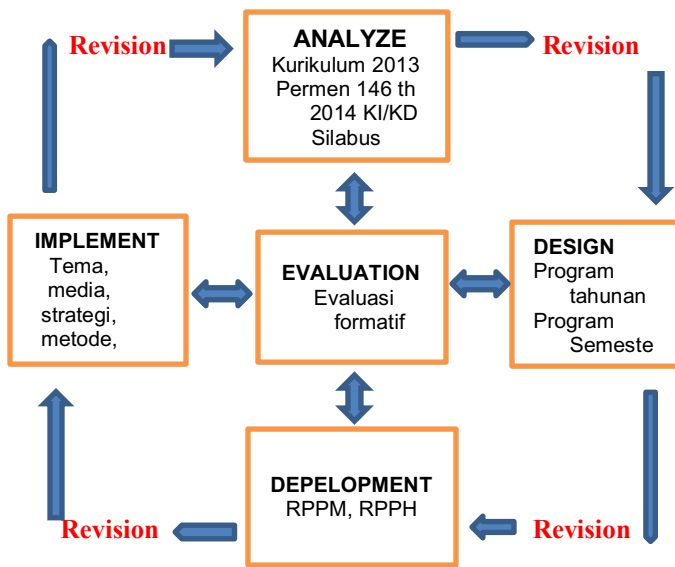 Revision
ANALYZE
Kurikulum 2013
Permen 146 th
2014 KI/KD
Silabus
Revision
IMPLEMENT
Tema,
media,
strategi,
metode,
EVALUATION
Evaluasi
formatif
DESIGN
Program
tahunan
Program
Semeste
Revision
DEPELOPMENT
RPPM, RPPH
Revision